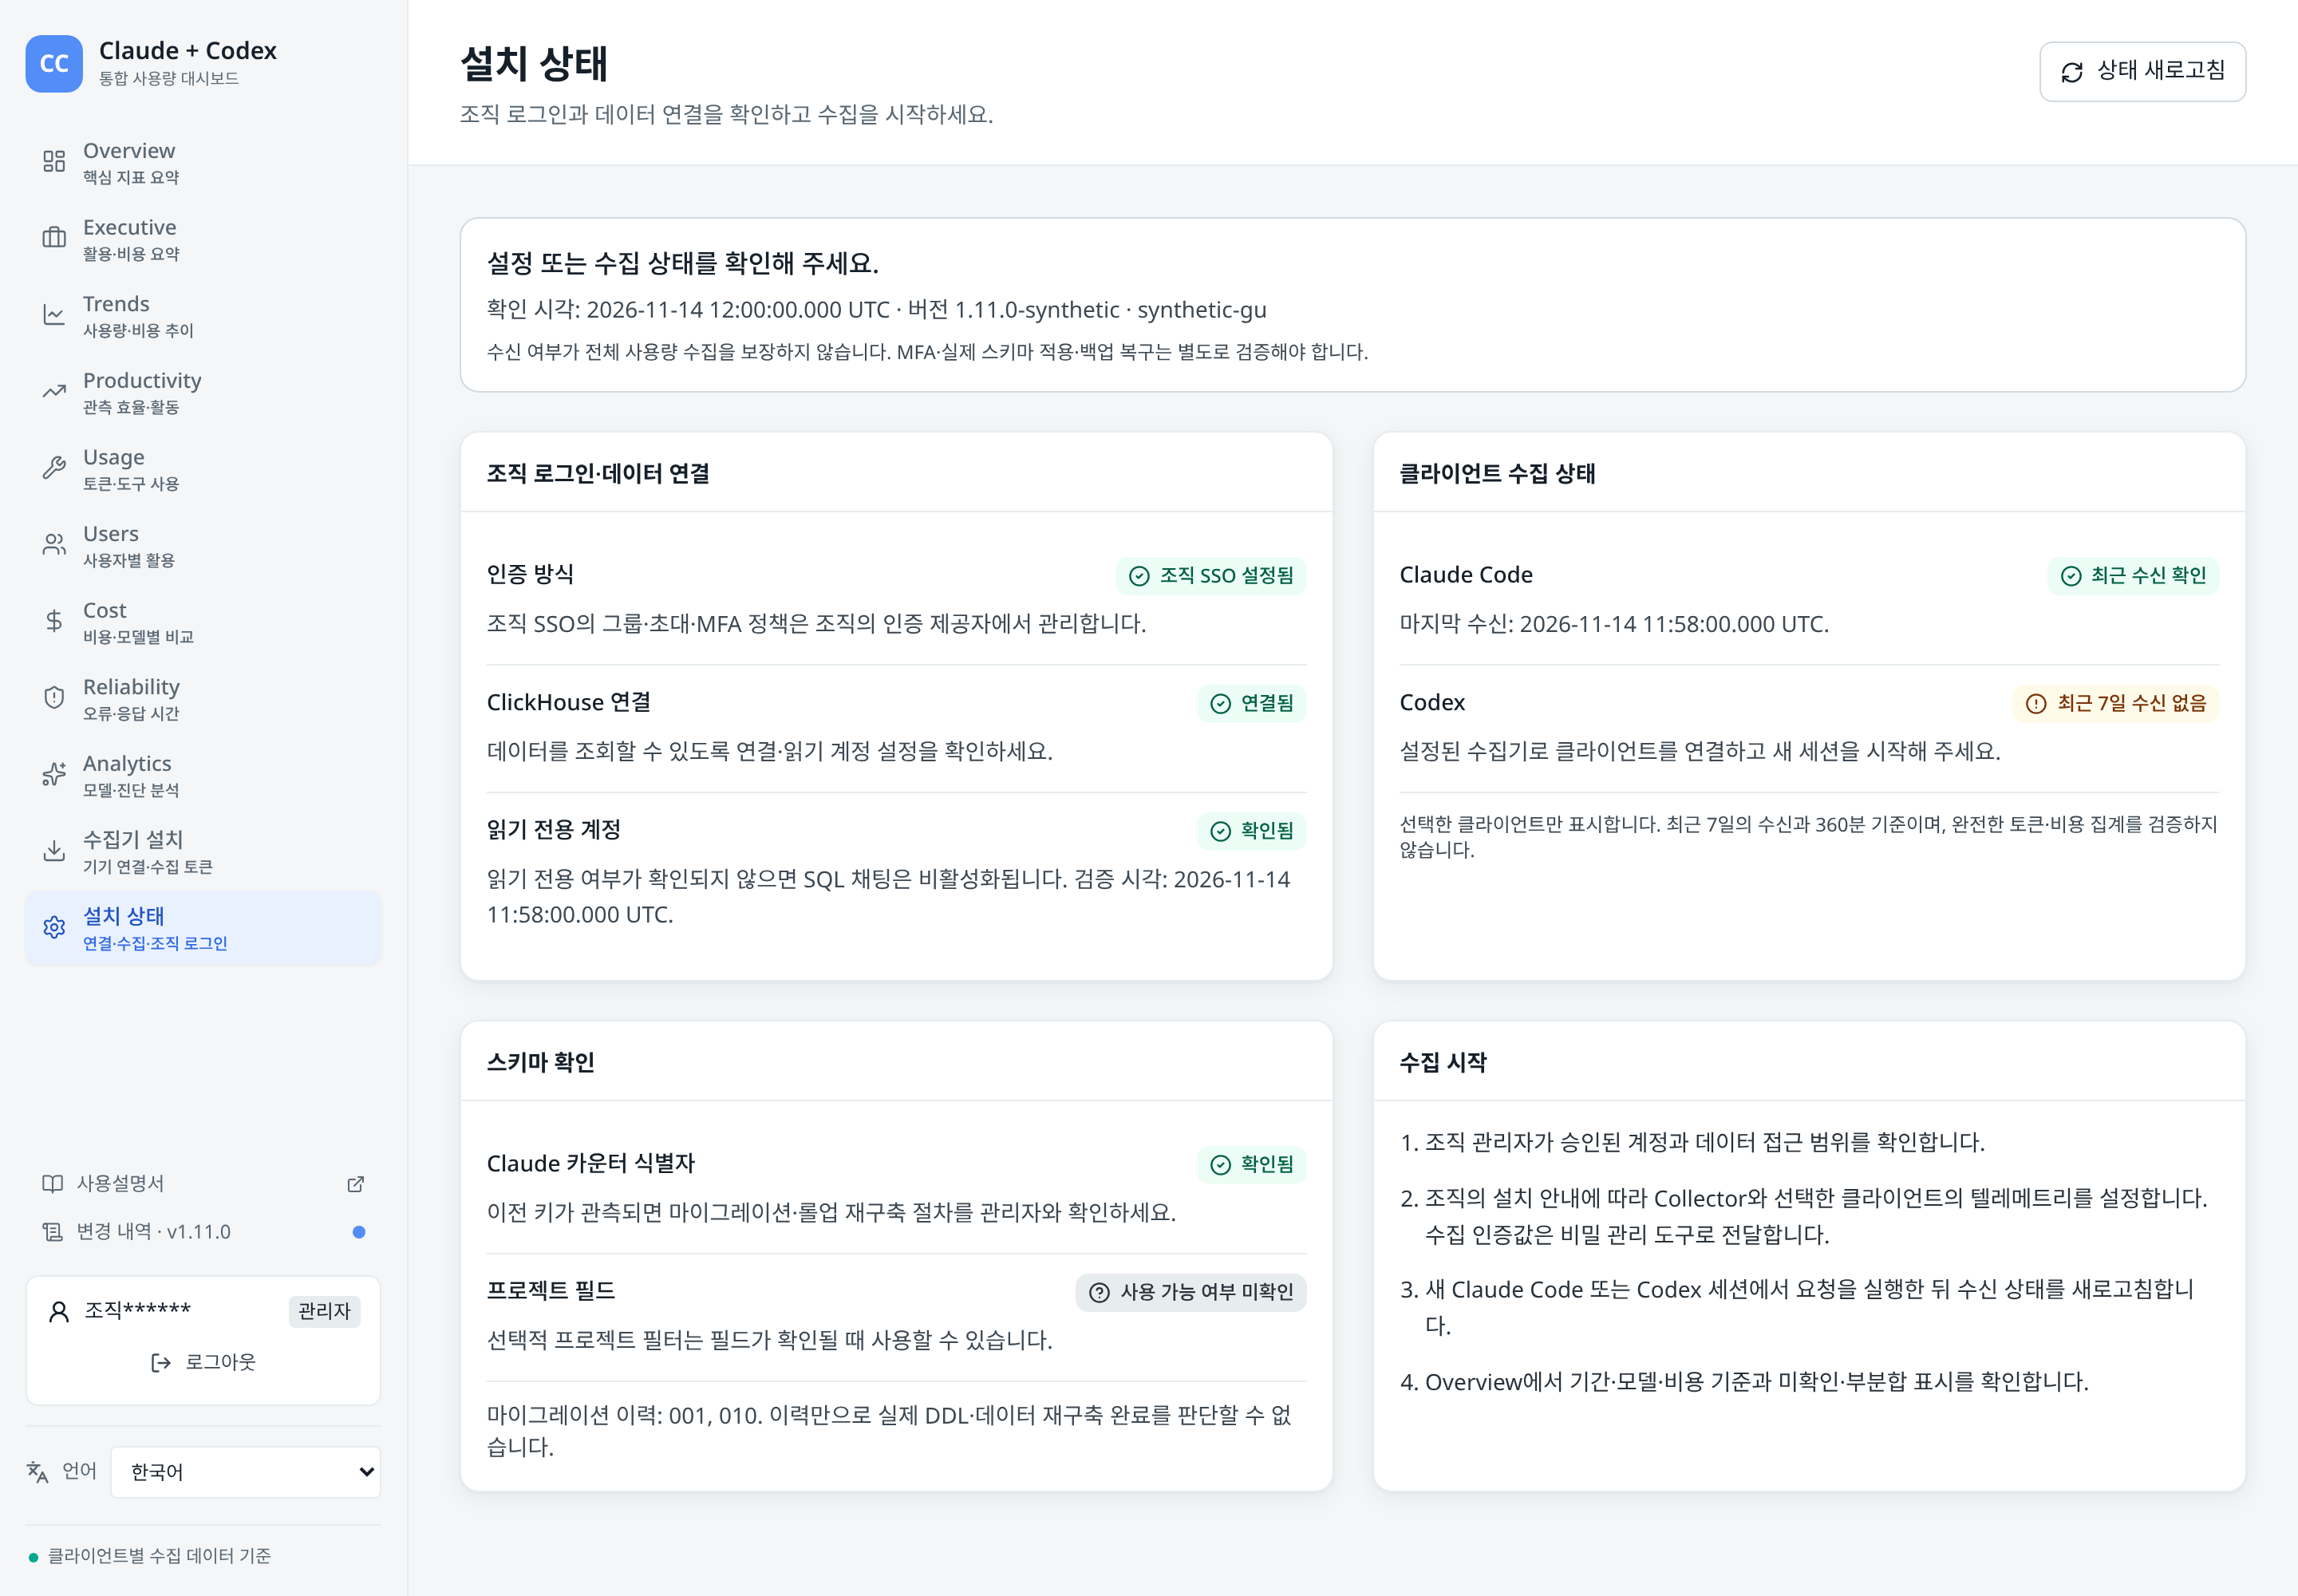 CC
Claude + Codex
통합 사용량 대시보드
Overview
핵심 지표 요약
Executive
활용·비용 요약
Trends
사용량·비용 추이
Productivity
관측 효율·활동
Usage
토큰·도구 사용
Users
사용자별 활용
Cost
비용·모델별 비교
Reliability
오류·응답 시간
Analytics
모델·진단 분석
수집기 설치
기기 연결·수집 토큰
설치 상태
연결·수집·조직 로그인
사용설명서
변경 내역 · v1.11.0
조직******
관리자
로그아웃
언어
한국어
클라이언트별 수집 데이터 기준
설치 상태
조직 로그인과 데이터 연결을 확인하고 수집을 시작하세요.
상태 새로고침
설정 또는 수집 상태를 확인해 주세요.
확인 시각: 2026-11-14 12:00:00.000 UTC · 버전 1.11.0-synthetic · synthetic-gu
수신 여부가 전체 사용량 수집을 보장하지 않습니다. MFA·실제 스키마 적용·백업 복구는 별도로 검증해야 합니다.
조직 로그인·데이터 연결
인증 방식
조직 SSO 설정됨
조직 SSO의 그룹·초대·MFA 정책은 조직의 인증 제공자에서 관리합니다.
ClickHouse 연결
연결됨
데이터를 조회할 수 있도록 연결·읽기 계정 설정을 확인하세요.
읽기 전용 계정
확인됨
읽기 전용 여부가 확인되지 않으면 SQL 채팅은 비활성화됩니다. 검증 시각: 2026-11-14
11:58:00.000 UTC.
클라이언트 수집 상태
Claude Code
최근 수신 확인
마지막 수신: 2026-11-14 11:58:00.000 UTC.
Codex
최근 7일 수신 없음
설정된 수집기로 클라이언트를 연결하고 새 세션을 시작해 주세요.
선택한 클라이언트만 표시합니다. 최근 7일의 수신과 360분 기준이며, 완전한 토큰·비용 집계를 검증하지
않습니다.
스키마 확인
Claude 카운터 식별자
확인됨
이전 키가 관측되면 마이그레이션·롤업 재구축 절차를 관리자와 확인하세요.
프로젝트 필드
사용 가능 여부 미확인
선택적 프로젝트 필터는 필드가 확인될 때 사용할 수 있습니다.
마이그레이션 이력: 001, 010. 이력만으로 실제 DDL·데이터 재구축 완료를 판단할 수 없
습니다.
수집 시작
1. 조직 관리자가 승인된 계정과 데이터 접근 범위를 확인합니다.
2. 조직의 설치 안내에 따라 Collector와 선택한 클라이언트의 텔레메트리를 설정합니다.
수집 인증값은 비밀 관리 도구로 전달합니다.
3. 새 Claude Code 또는 Codex 세션에서 요청을 실행한 뒤 수신 상태를 새로고침합니
다.
4. Overview에서 기간·모델·비용 기준과 미확인·부분합 표시를 확인합니다.